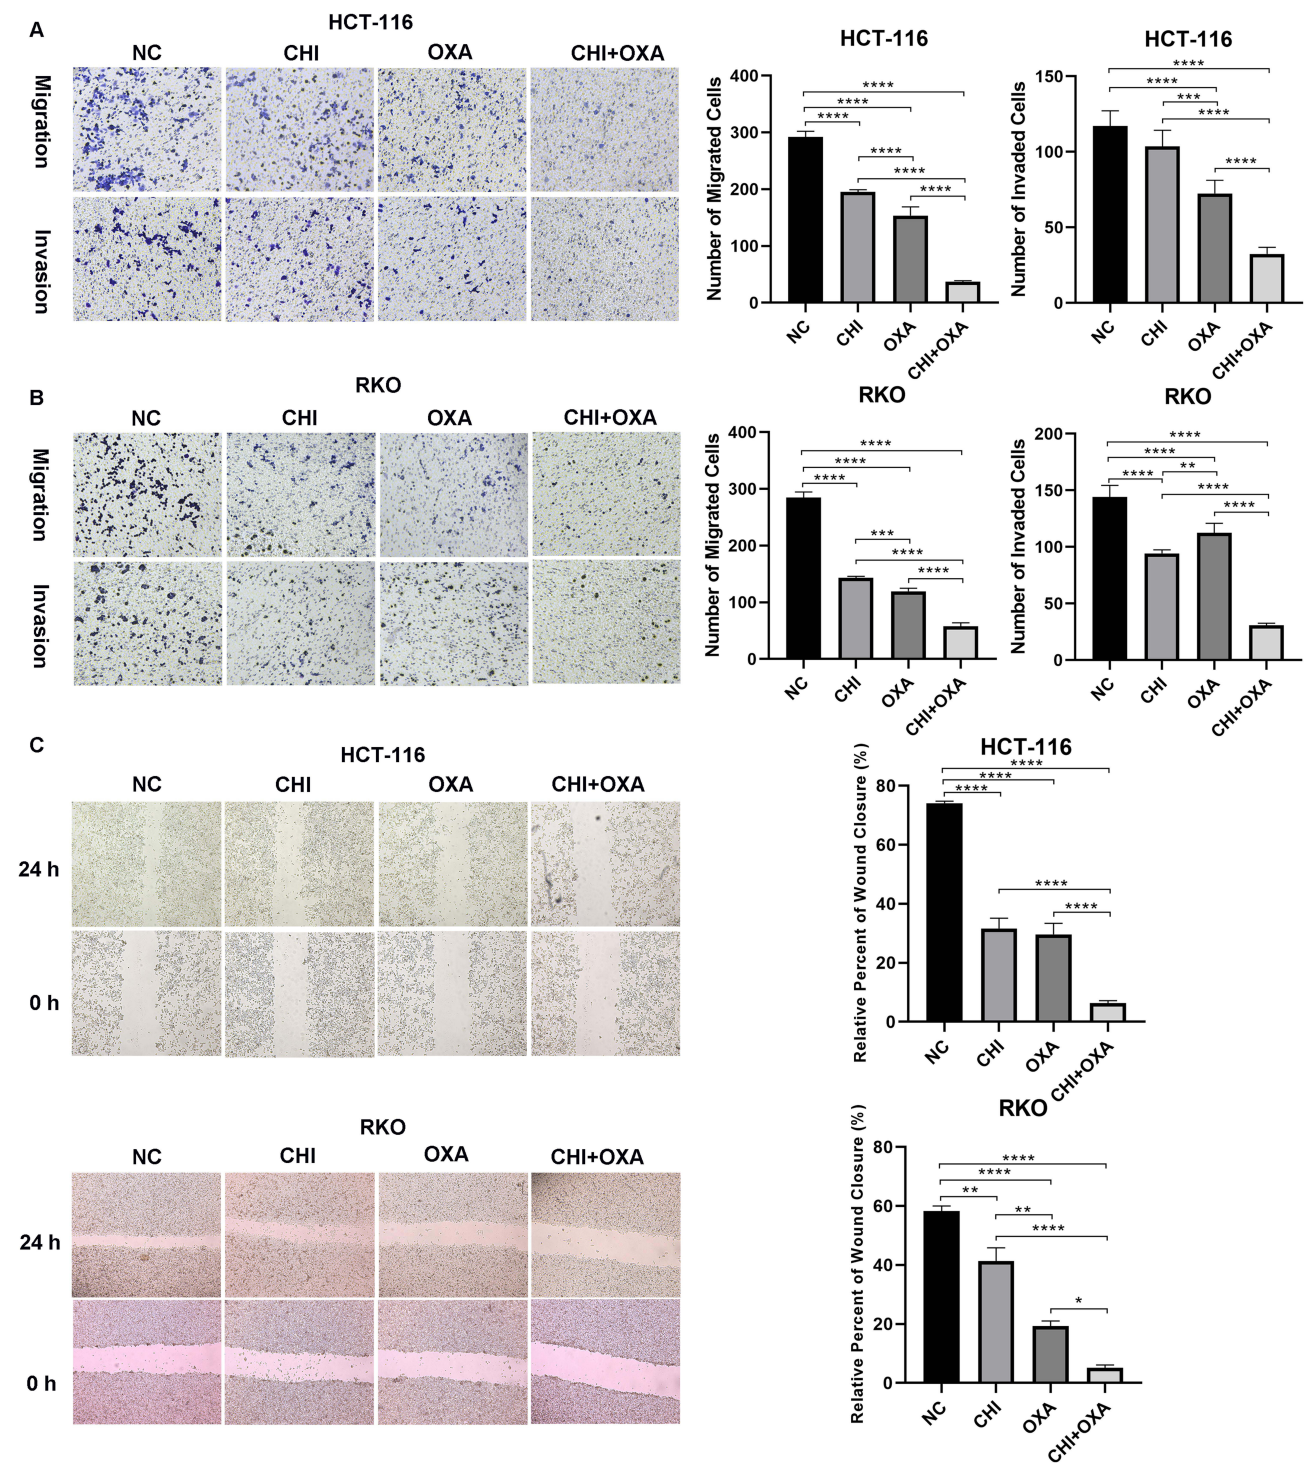 A
HCT-116
NC CHI OXA CHI+OXA
Migration
Invasion
HCT-116
Number of Migrated Cells
400
300
200
100
0
****
****
****
****
****
****
NC CHI OXA CHI+OXA
HCT-116
Number of Invaded Cells
150
100
50
0
****
****
***
****
****
NC CHI OXA CHI+OXA
B
RKO
NC CHI OXA CHI+OXA
Migration
Invasion
RKO
Number of Migrated Cells
400
300
200
100
0
****
****
****
***
****
****
NC CHI OXA CHI+OXA
RKO
Number of Invaded Cells
200
150
100
50
0
****
****
**
****
****
****
NC CHI OXA CHI+OXA
C
HCT-116
NC CHI OXA CHI+OXA
24 h
0 h
HCT-116
Relative Percent of Wound Closure (%)
80
60
40
20
0
****
****
****
****
****
NC CHI OXA CHI+OXA
RKO
NC CHI OXA CHI+OXA
24 h
0 h
RKO
Relative Percent of Wound Closure (%)
80
60
40
20
0
****
****
**
**
****
*
NC CHI OXA CHI+OXA